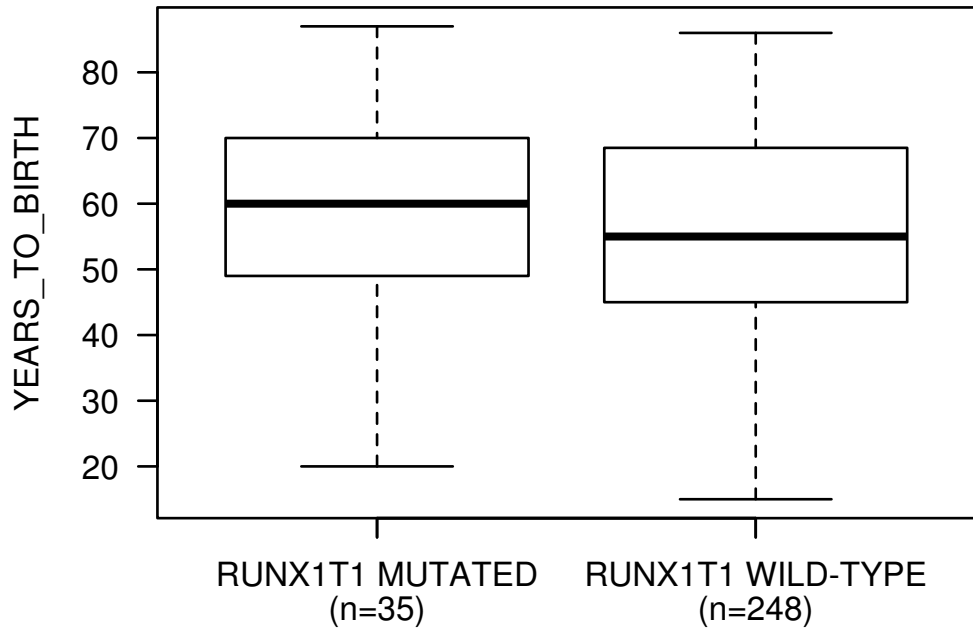 YEARS_TO_BIRTH
80
70
60
50
40
30
20
RUNX1T1 MUTATED
(n=35)
RUNX1T1 WILD-TYPE
(n=248)